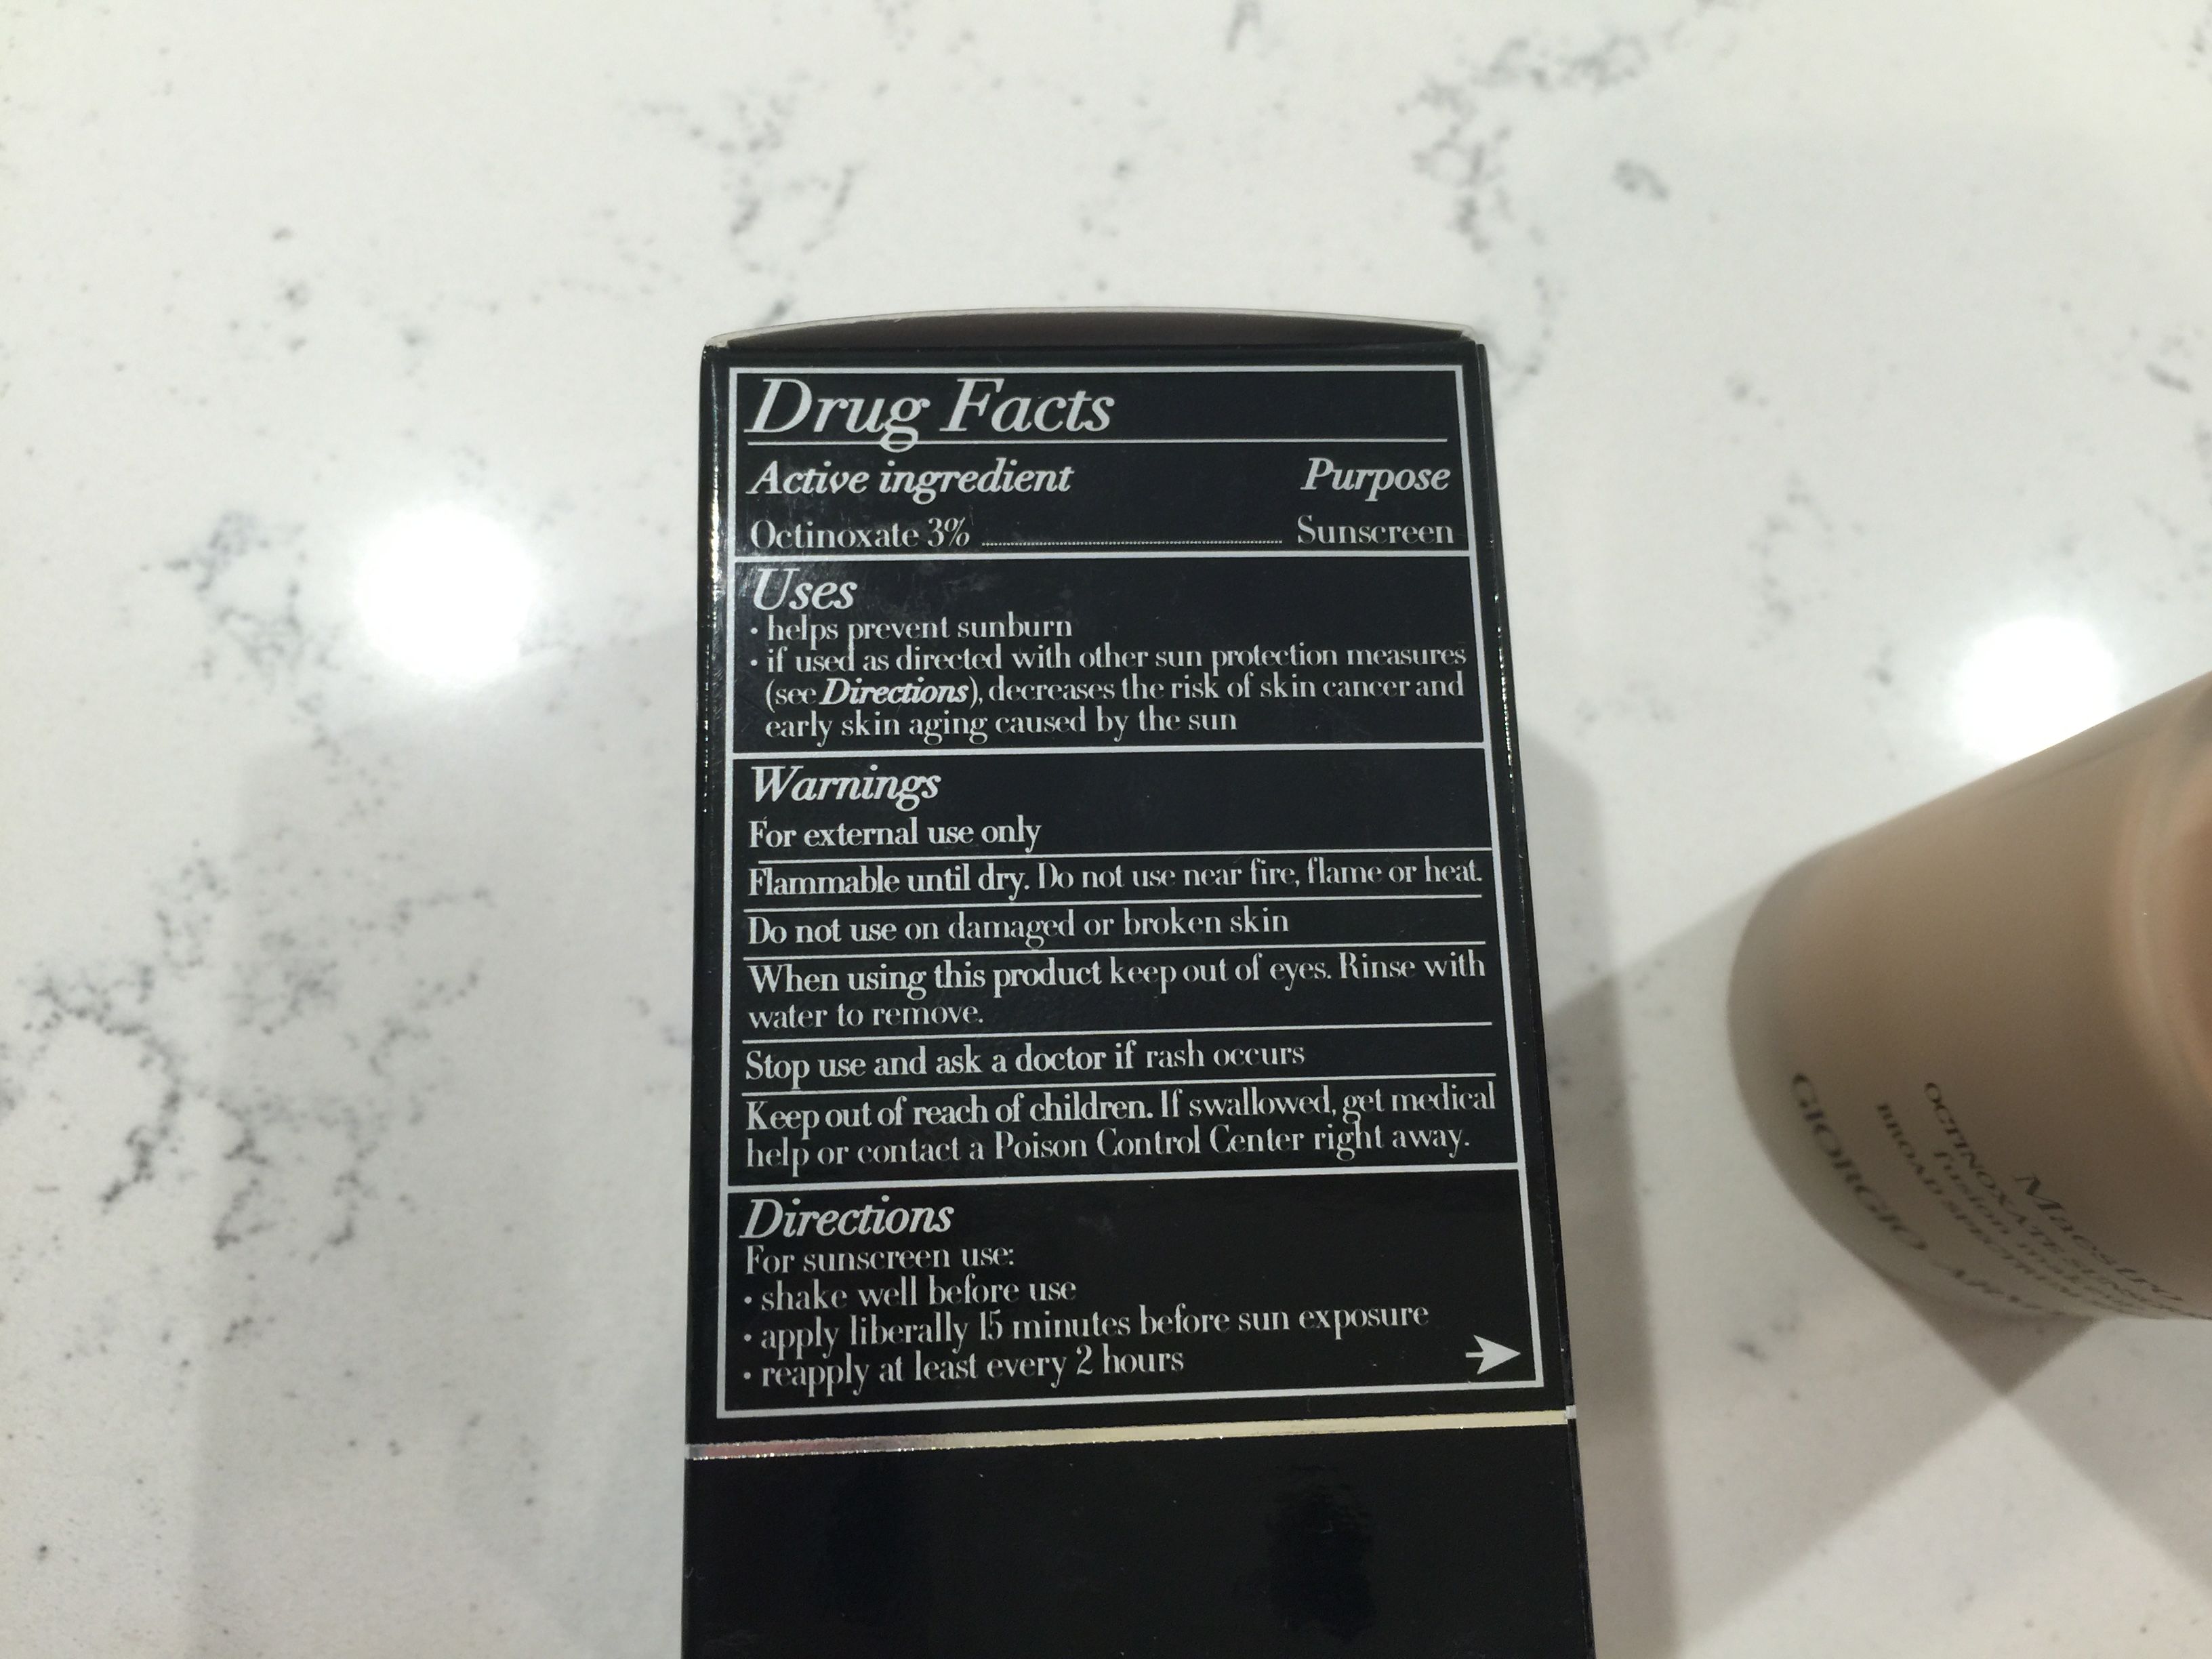 Drug Facts
Active ingredient Purpose
Octinoxate 3% Sunscreen
Uses
• helps prevent sunburn
• if used as directed with other sun protection measures
(see Directions), decreases the risk of skin cancer and
early skin aging caused by the sun
Warnings
For external use only
Flammable until dry. Do not use near fire, flame or heat.
Do not use on damaged or broken skin
When using this product keep out of eyes. Rinse with
water to remove.
Stop use and ask a doctor if rash occurs
Keep out of reach of children. If swallowed, get medical
help or contact a Poison Control Center right away.
Directions
For sunscreen use:
• shake well before use
• apply liberally 15 minutes before sun exposure
• reapply at least every 2 hours
Maestro
fusion
OCTINOXATE
BROAD SPECTRUM
GIORGIO